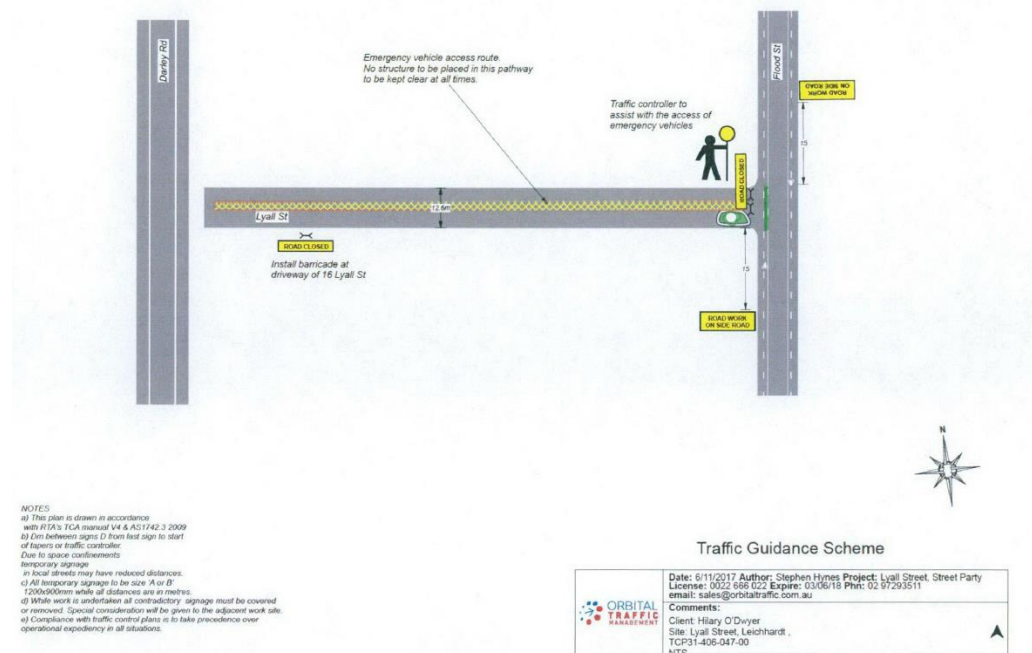 Darley Rd
Emergency vehicle access route.
No structure to be placed in this pathway
to be kept clear at all times.
Flood St
ROAD WORK
ON SIDE ROAD
Traffic controller to
assist with the access of
emergency vehicles
15
ROAD CLOSED
12.6m
Lyall St
ROAD CLOSED
Install barricade at
driveway of 16 Lyall St
15
ROAD WORK
ON SIDE ROAD
N
NOTES
a) This plan is drawn in accordance
with RTA's TCA manual V4 & AS1742.3 2009
b) Dm between signs D from last sign to start
of tapers or traffic controller.
Due to space confinements
temporary signage
in local streets may have reduced distances.
c) All temporary signage to be size 'A or B'
1200x900mm while all distances are in metres.
d) While work is undertaken all contradictory signage must be covered
or removed. Special consideration will be given to the adjacent work site.
e) Compliance with traffic control plans is to take precedence over
operational expediency in all situations.
Traffic Guidance Scheme
ORBITAL
TRAFFIC
MANAGEMENT
Date: 6/11/2017 Author: Stephen Hynes Project: Lyall Street, Street Party
License: 0022 666 022 Expire: 03/06/18 Phn: 02 97293511
email: sales@orbitaltraffic.com.au
Comments:
Client: Hilary O'Dwyer
Site: Lyall Street, Leichhardt ,
TCP31-406-047-00
NTS